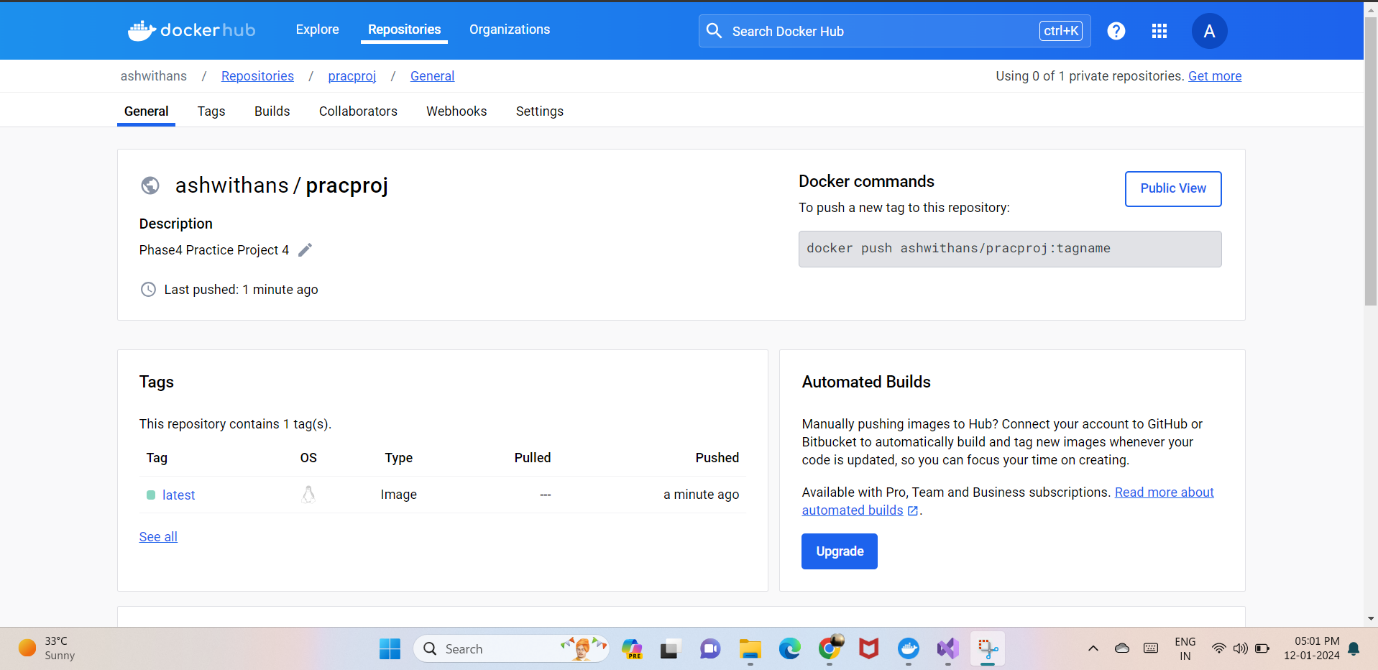 dockerhub Explore Repositories Organizations Search Docker Hub ctrl+K ? A
ashwithans / Repositories / pracproj / General Using 0 of 1 private repositories. Get more
General Tags Builds Collaborators Webhooks Settings
ashwithans / pracproj
Description
Phase4 Practice Project 4
Last pushed: 1 minute ago
Docker commands
Public View
To push a new tag to this repository:
docker push ashwithans/pracproj:tagname
Tags
This repository contains 1 tag(s).
Tag OS Type Pulled Pushed
latest Image --- a minute ago
See all
Automated Builds
Manually pushing images to Hub? Connect your account to GitHub or
Bitbucket to automatically build and tag new images whenever your
code is updated, so you can focus your time on creating.
Available with Pro, Team and Business subscriptions. Read more about
automated builds .
Upgrade
33°C
Sunny
Search
PRE
ENG
IN
05:01 PM
12-01-2024